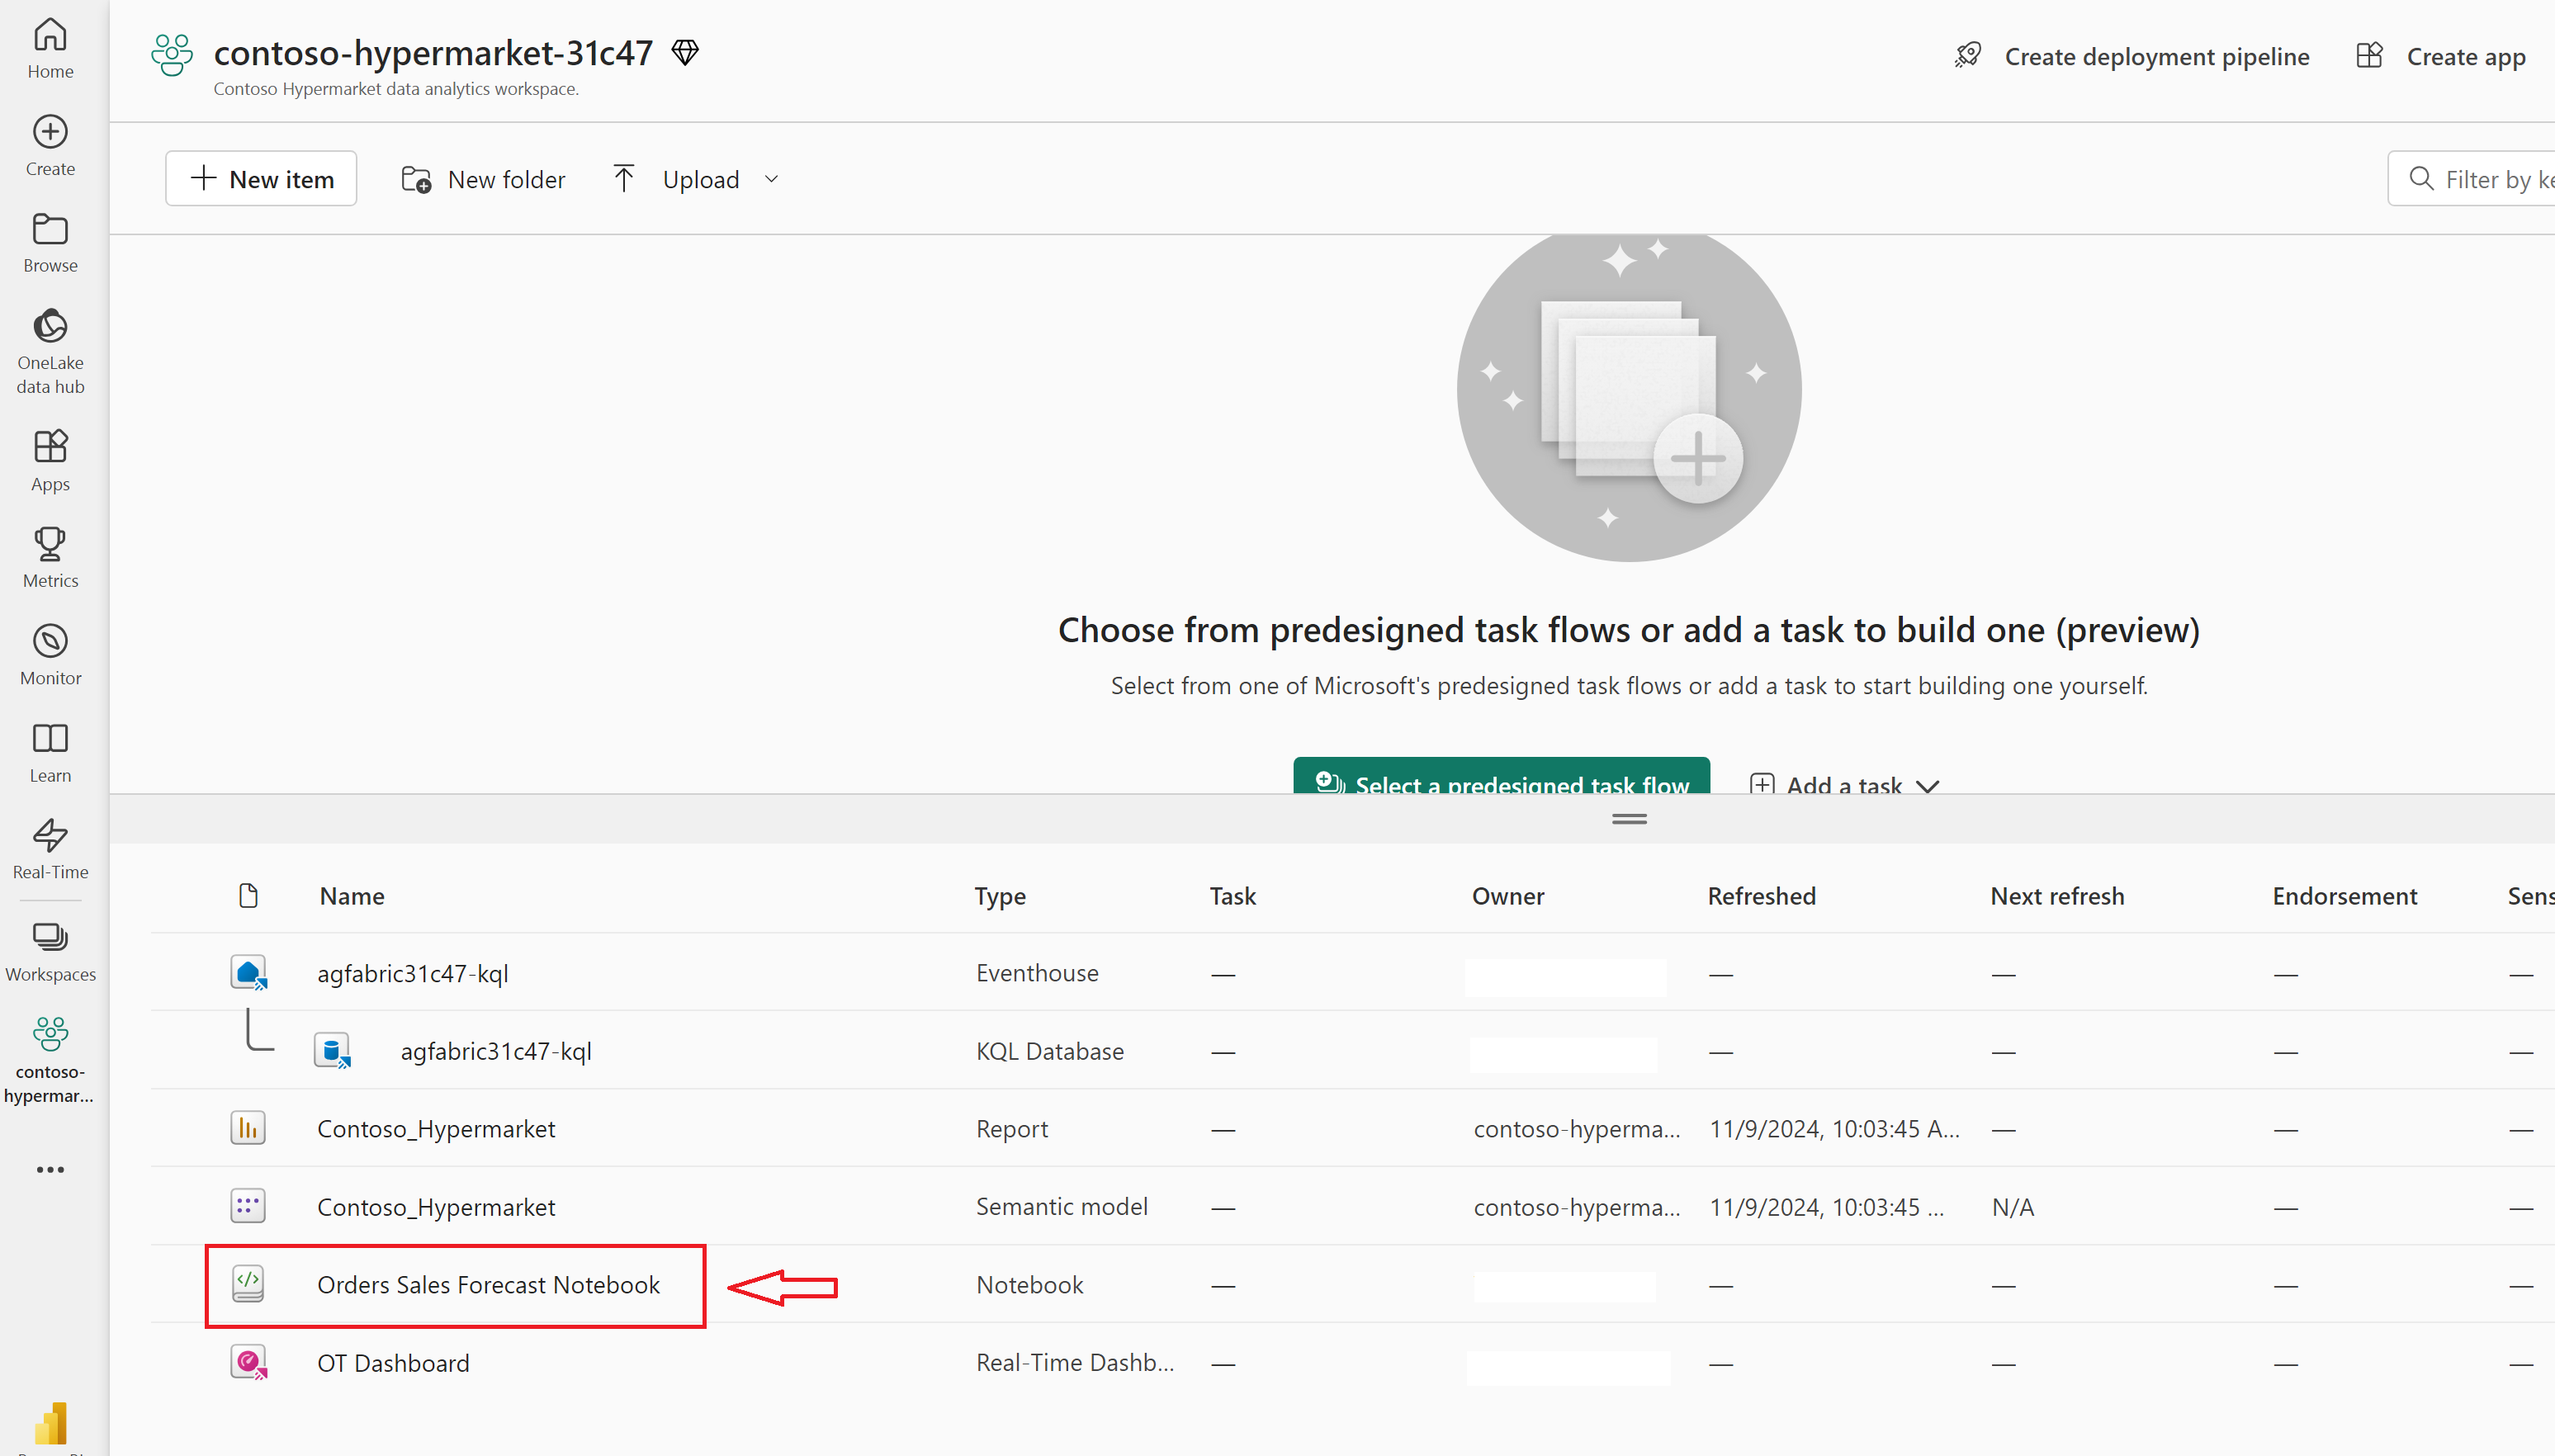 Home
Create
Browse
OneLake
data hub
Apps
Metrics
Monitor
Learn
Real-Time
Workspaces
contoso-
hypermar...
contoso-hypermarket-31c47
Contoso Hypermarket data analytics workspace.
Create deployment pipeline Create app
New item New folder Upload Filter by ke
Choose from predesigned task flows or add a task to build one (preview)
Select from one of Microsoft's predesigned task flows or add a task to start building one yourself.
Select a predesigned task flow Add a task
Name Type Task Owner Refreshed Next refresh Endorsement Sens
agfabric31c47-kql Eventhouse — — — — —
agfabric31c47-kql KQL Database — — — — —
Contoso_Hypermarket Report — contoso-hyperma... 11/9/2024, 10:03:45 A... — — —
Contoso_Hypermarket Semantic model — contoso-hyperma... 11/9/2024, 10:03:45 ... N/A — —
Orders Sales Forecast Notebook Notebook — — — — —
OT Dashboard Real-Time Dashb... — — — — —